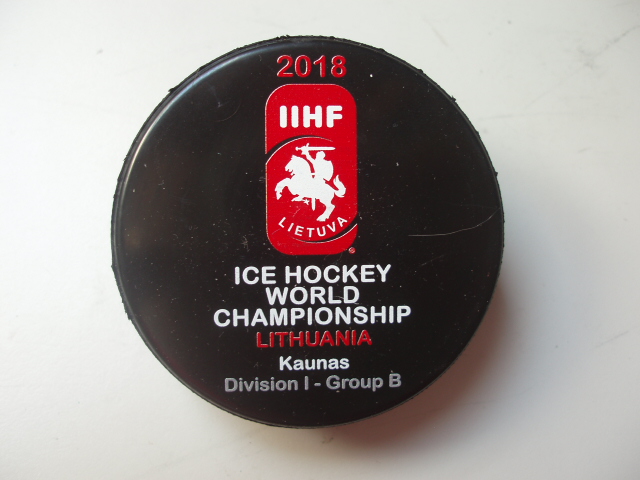 2018
IIHF
LIETUVA
ICE HOCKEY
WORLD
CHAMPIONSHIP
LITHUANIA
Kaunas
Division I - Group B